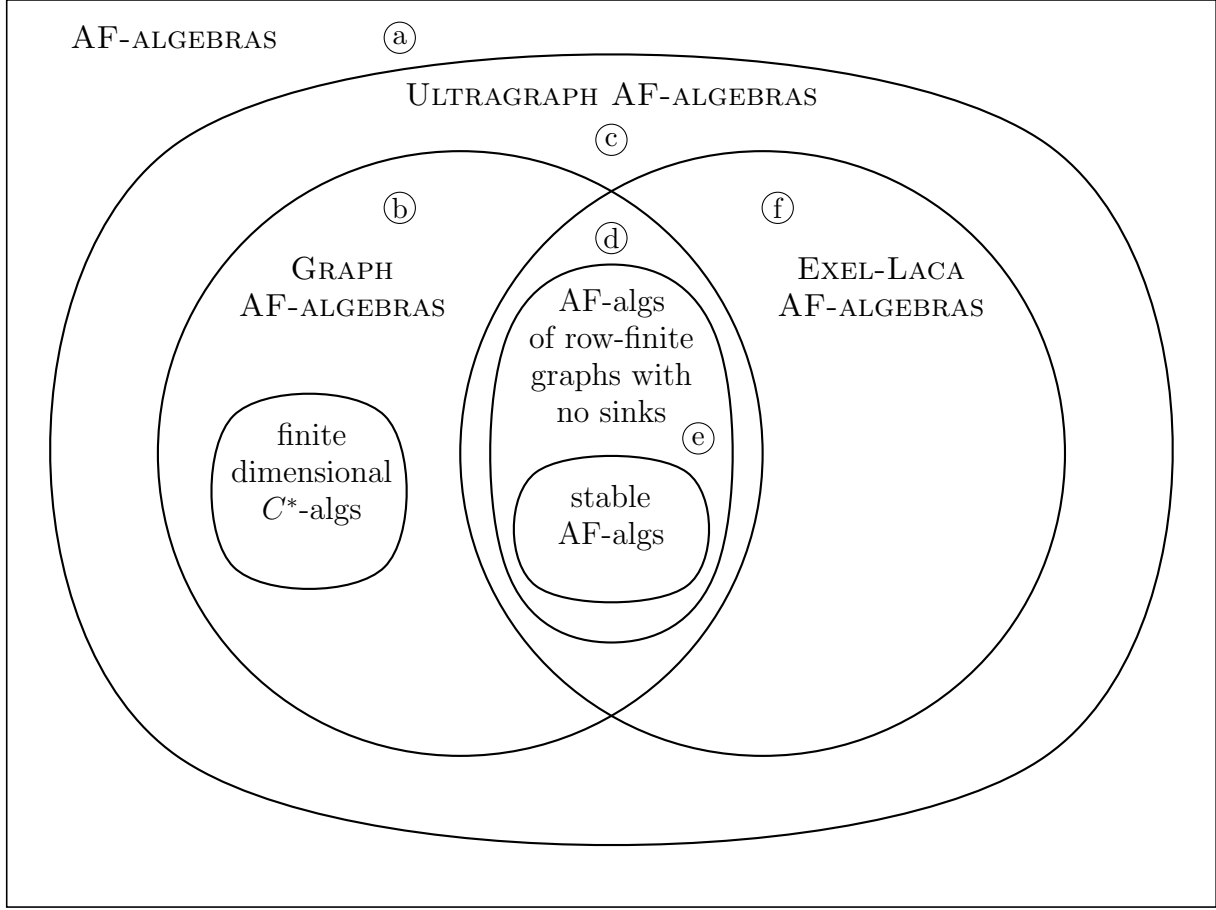 AF-ALGEBRAS ⓐ
ULTRAGRAPH AF-ALGEBRAS
ⓒ
ⓑ
ⓕ
ⓓ
GRAPH
AF-ALGEBRAS
EXEL-LACA
AF-ALGEBRAS
AF-algs
of row-finite
graphs with
no sinks
ⓔ
finite
dimensional
C*-algs
stable
AF-algs